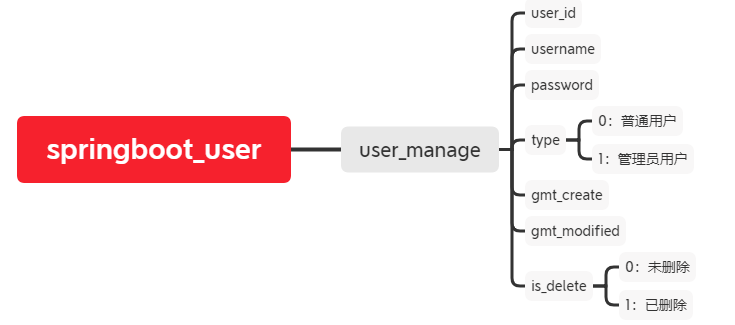 springboot_user
user_manage
user_id
username
password
type
0：普通用户
1：管理员用户
gmt_create
gmt_modified
is_delete
0：未删除
1：已删除